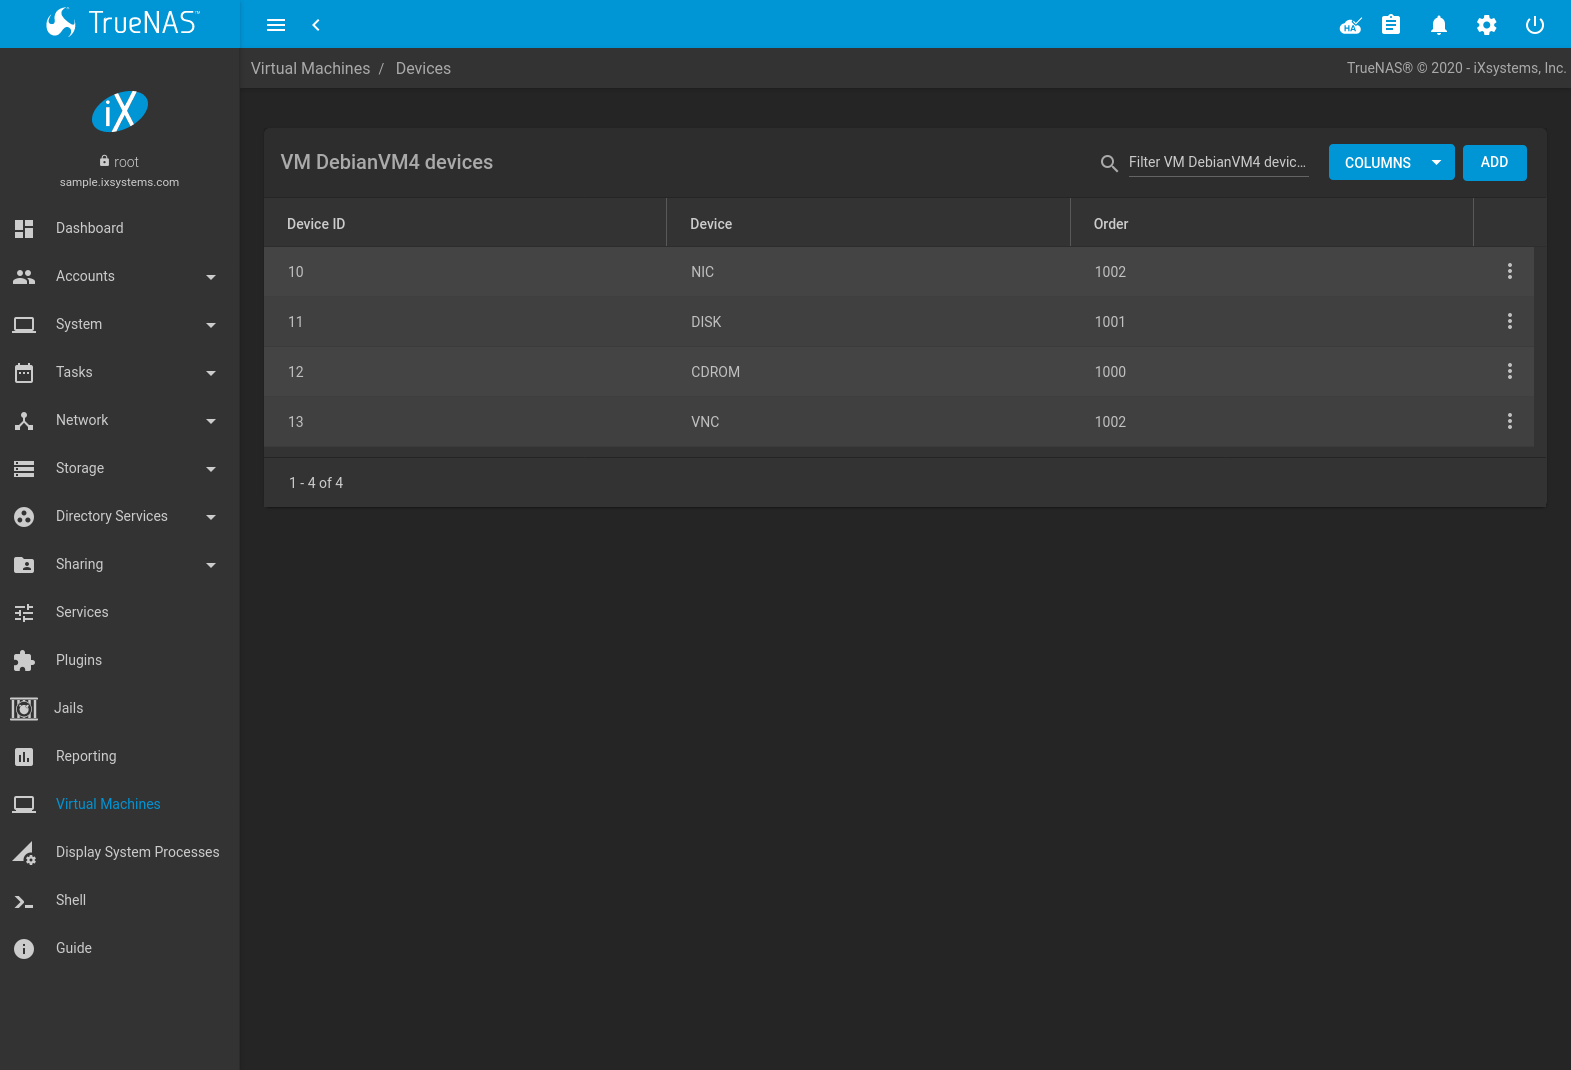 TrueNAS™
HA
Virtual Machines / Devices
TrueNAS® © 2020 - iXsystems, Inc.
iX
root
sample.ixsystems.com
Dashboard
Accounts
System
Tasks
Network
Storage
Directory Services
Sharing
Services
Plugins
Jails
Reporting
Virtual Machines
Display System Processes
Shell
Guide
VM DebianVM4 devices
Filter VM DebianVM4 devic...
COLUMNS
ADD
Device ID Device Order
10 NIC 1002
11 DISK 1001
12 CDROM 1000
13 VNC 1002
1 - 4 of 4